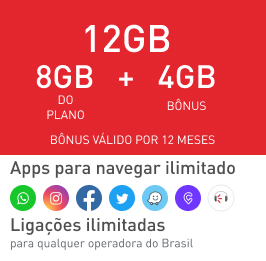 12GB
8GB + 4GB
DO PLANO
BÔNUS
BÔNUS VÁLIDO POR 12 MESES
Apps para navegar ilimitado
Ligações ilimitadas
para qualquer operadora do Brasil